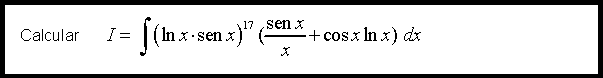 Calcular I = ∫(ln x·sen x)^17 (sen x/x + cos x ln x) dx